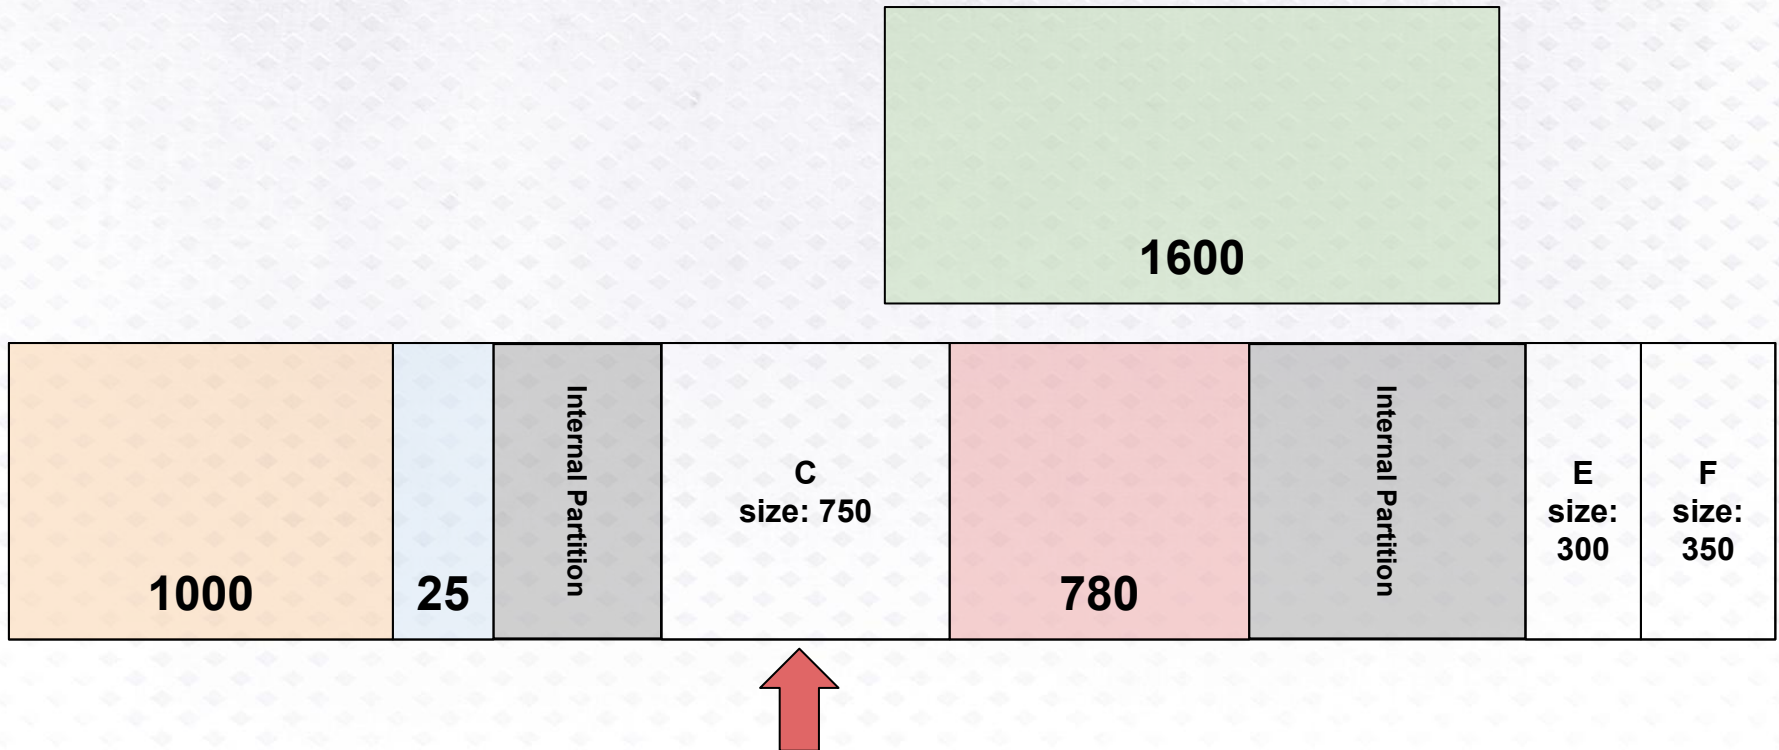 1600
1000
25
Internal Partition
C
size: 750
780
Internal Partition
E
size:
300
F
size:
350